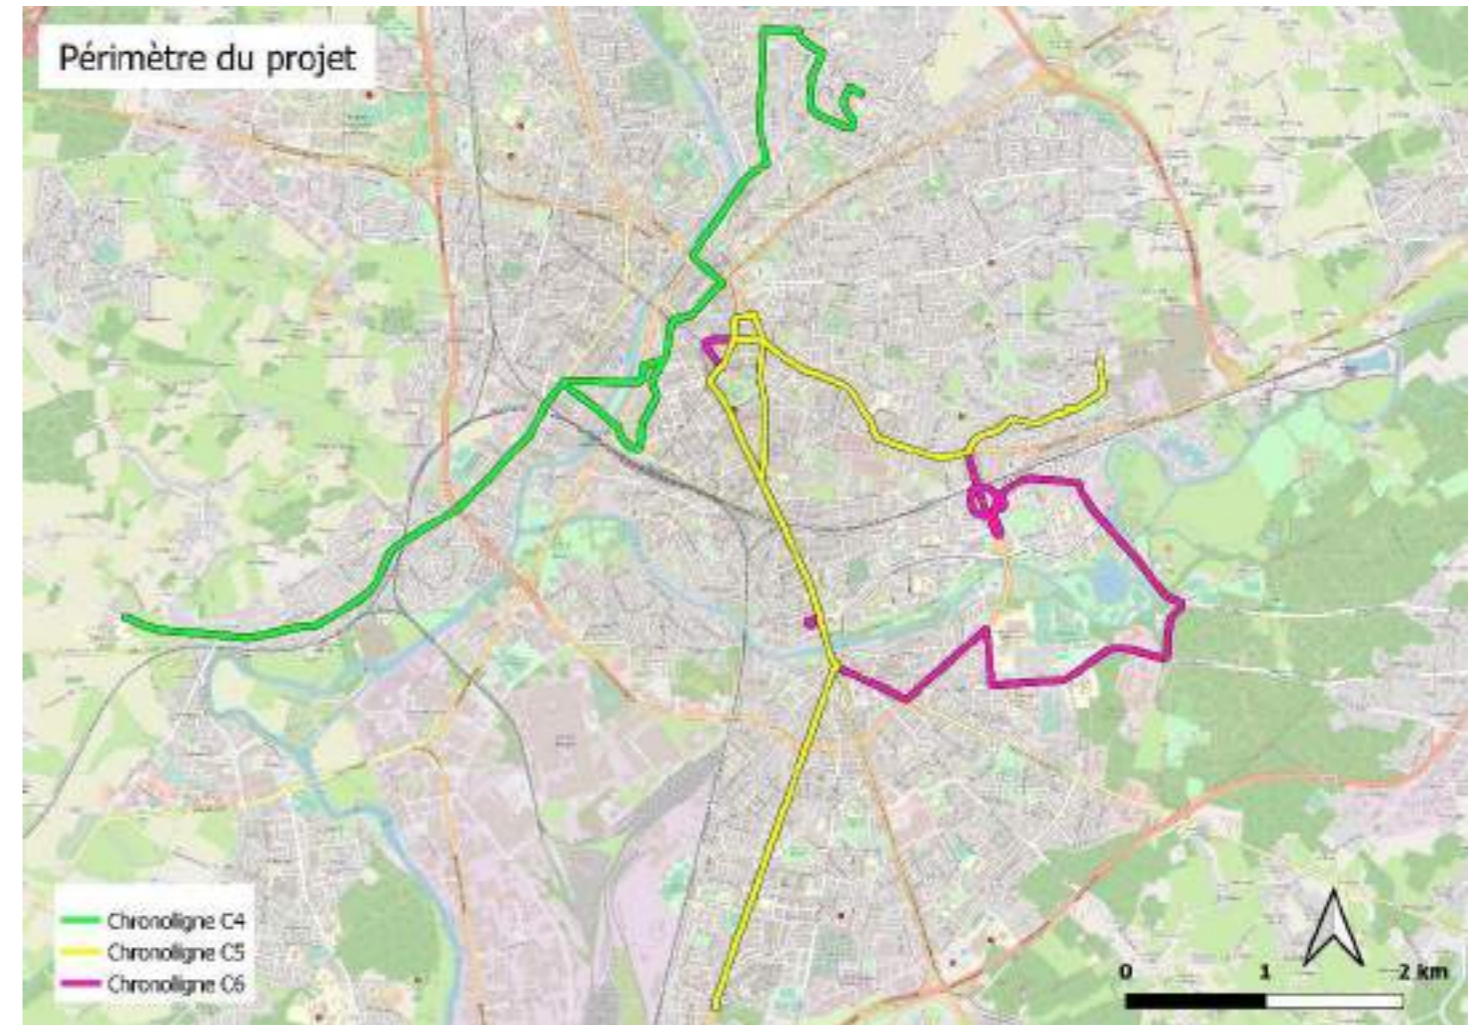 Périmètre du projet
Chronoligne C4
Chronoligne C5
Chronoligne C6
0 1 2 km